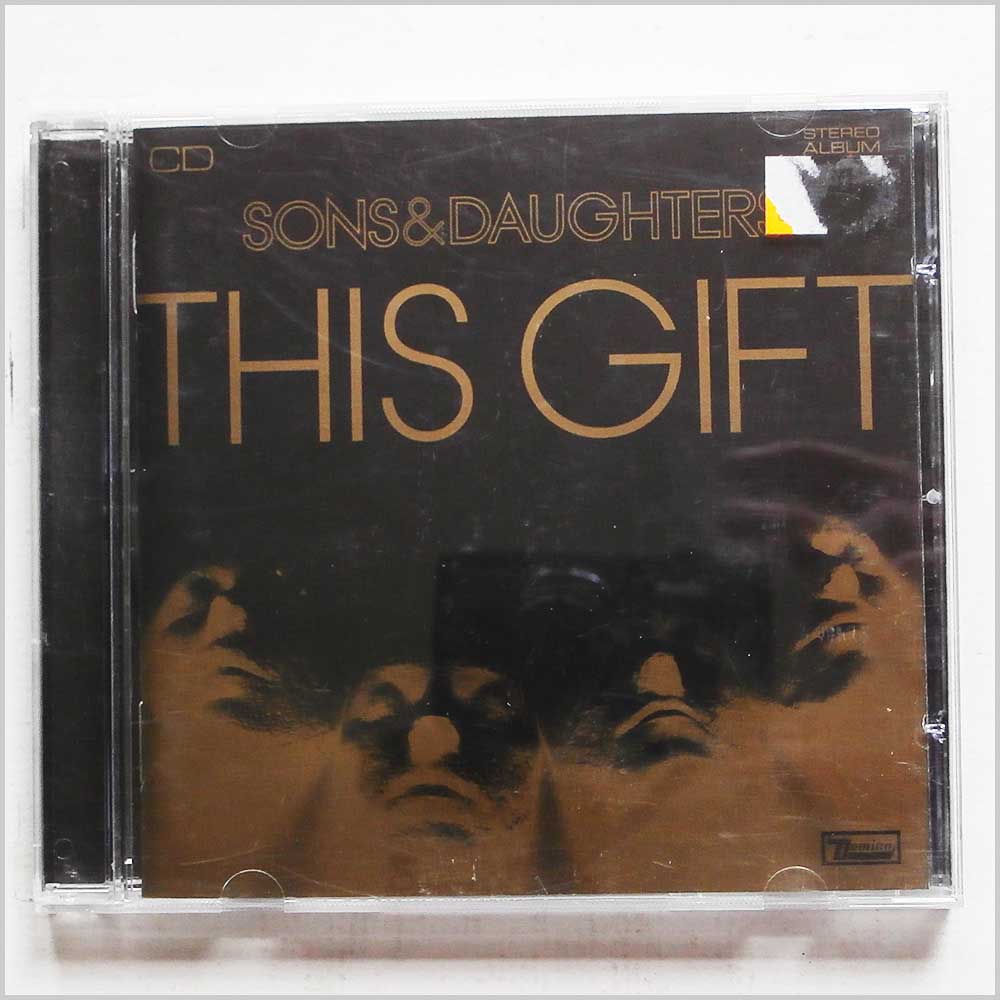 CD
STEREO
ALBUM
SONS&DAUGHTERS
THIS GIFT
Domino